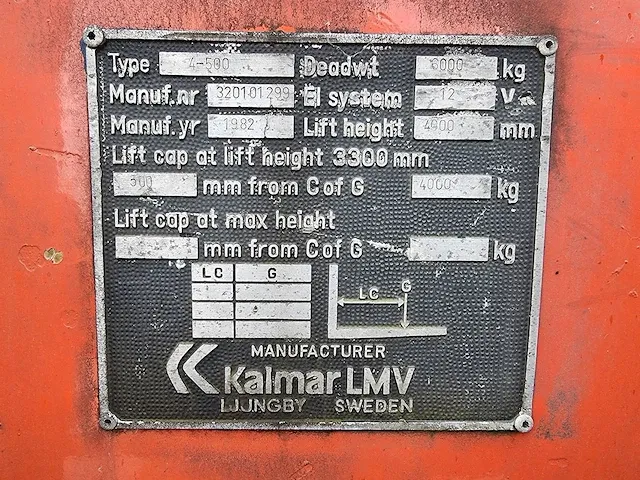 Type 4-500 Deadwt 6000 kg
Manuf.nr 320101299 El system 12 V
Manuf.yr 1982 Lift height 4900 mm
Lift cap at lift height 3300 mm
500 mm from C of G 4000 kg
Lift cap at max height
mm from C of G kg
LC G
LC G
MANUFACTURER
Kalmar LMV
LJUNGBY SWEDEN